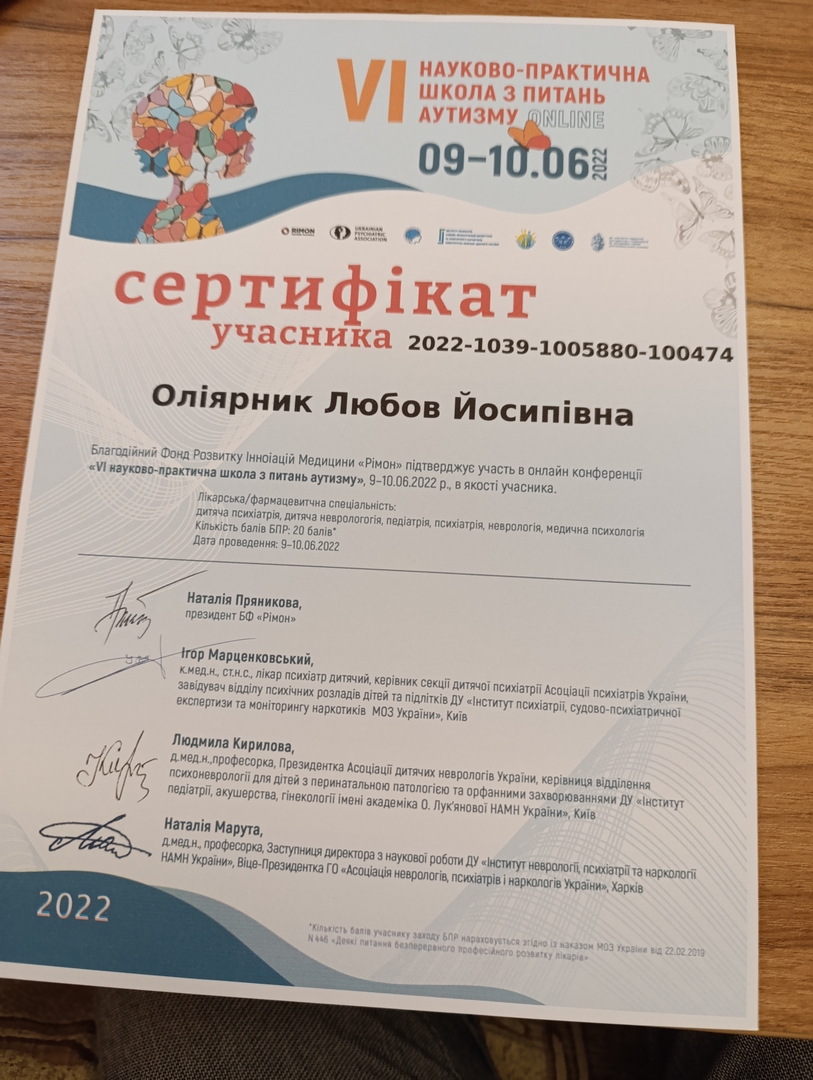 VI НАУКОВО-ПРАКТИЧНА
ШКОЛА З ПИТАНЬ
АУТИЗМУ ONLINE
09–10.06 2022
RIMON
UKRAINIAN
PSYCHIATRIC
ASSOCIATION
сертифікат
учасника 2022-1039-1005880-100474
Оліярник Любов Йосипівна
Благодійний Фонд Розвитку Інноіацій Медицини «Рімон» підтверджує участь в онлайн конференції
«VI науково-практична школа з питань аутизму», 9–10.06.2022 р., в якості учасника.
Лікарська/фармацевитична спеціальність:
дитяча психіатрія, дитяча неврологогія, педіатрія, психіатрія, неврологія, медична психологія
Кількість балів БПР: 20 балів*
Дата проведення: 9–10.06.2022
Наталія Пряникова,
президент БФ «Рімон»
Ігор Марценковський,
к.мед.н., ст.н.с., лікар психіатр дитячий, керівник секції дитячої психіатрії Асоціації психіатрів України,
завідувач відділу психічних розладів дітей та підлітків ДУ «Інститут психіатрії, судово-психіатричної
експертизи та моніторингу наркотиків МОЗ України», Київ
Людмила Кирилова,
д.мед.н.,професорка, Президентка Асоціації дитячих неврологів України, керівниця відділення
психоневрології для дітей з перинатальною патологією та орфанними захворюваннями ДУ «Інститут
педіатрії, акушерства, гінекології імені академіка О. Лук'янової НАМН України», Київ
Наталія Марута,
д.мед.н., професорка, Заступниця директора з наукової роботи ДУ «Інститут неврології, психіатрії та наркології
НАМН України», Віце-Президентка ГО «Асоціація неврологів, психіатрів і наркологів України», Харків
2022
*Кількість балів учаснику заходу БПР нараховується згідно із наказом МОЗ України від 22.02.2019
N 446 «Деякі питання безперервного професійного розвитку лікарів»